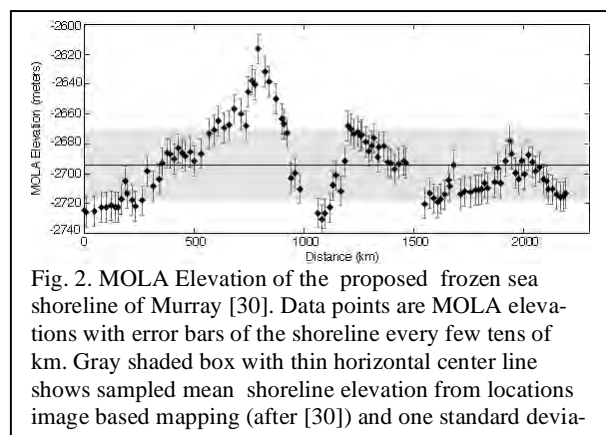 -2600
-2640
-2680
-2700
-2720
-2740
MOLA Elevation (meters)
0 500 1000 1500 2000
Distance (km)
Fig. 2. MOLA Elevation of the proposed frozen sea
shoreline of Murray [30]. Data points are MOLA eleva-
tions with error bars of the shoreline every few tens of
km. Gray shaded box with thin horizontal center line
shows sampled mean shoreline elevation from locations
image based mapping (after [30]) and one standard devia-